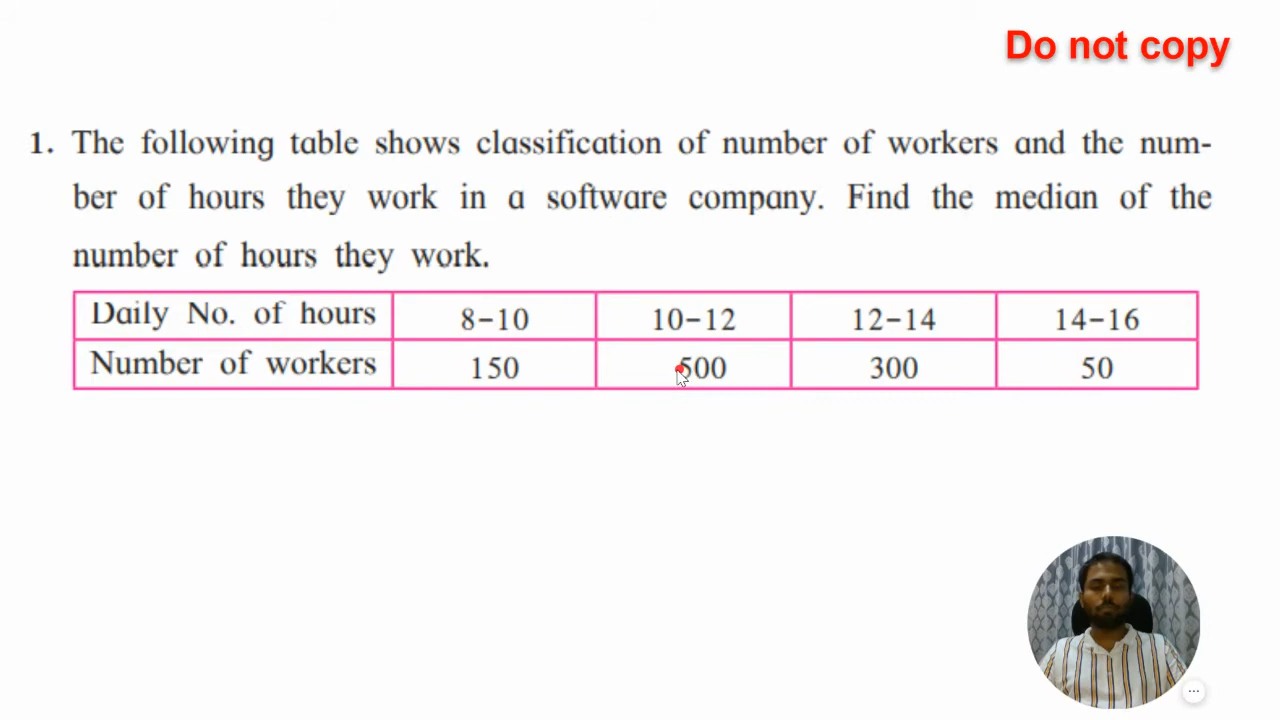 Do not copy
1. The following table shows classification of number of workers and the num-
ber of hours they work in a software company. Find the median of the
number of hours they work.
Daily No. of hours 8-10 10-12 12-14 14-16
Number of workers 150 500 300 50